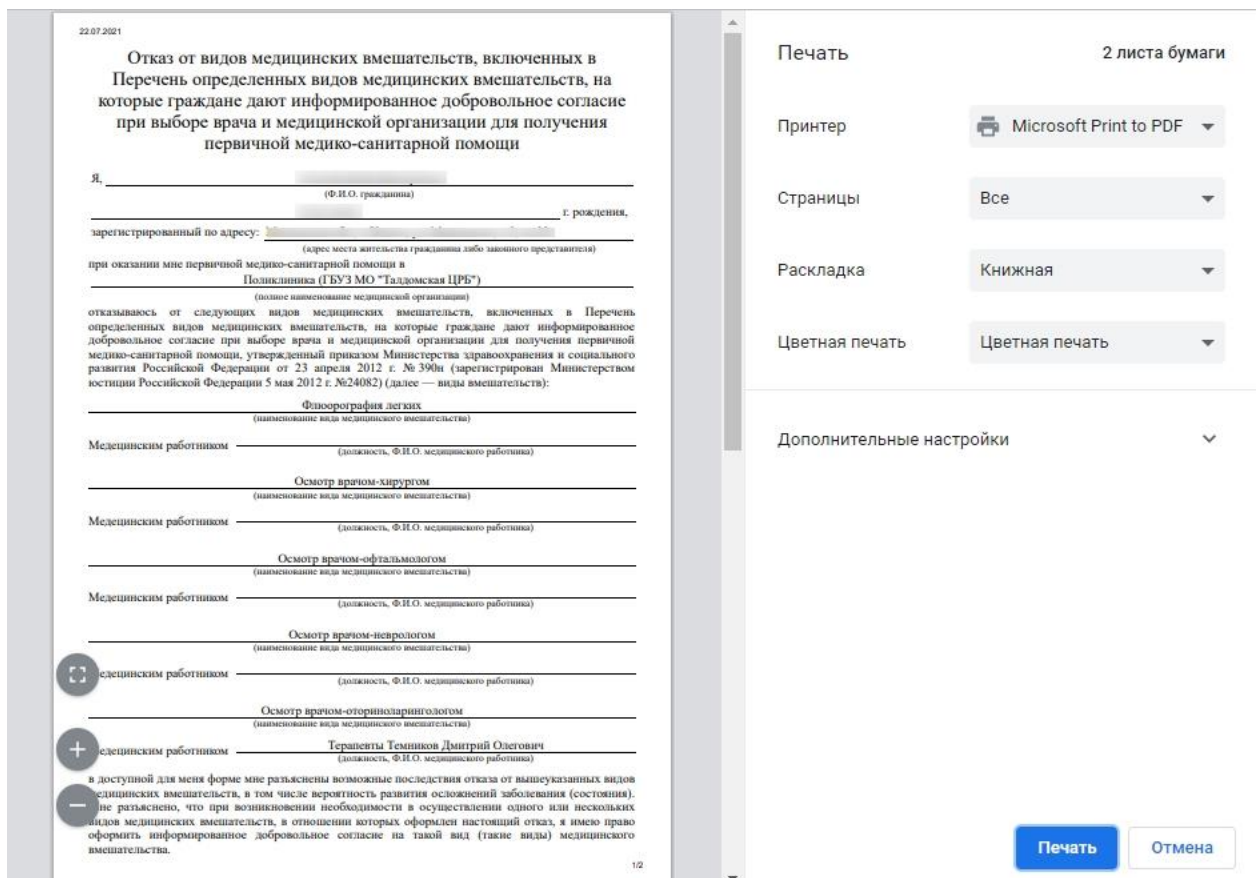 22.07.2021
Отказ от видов медицинских вмешательств, включенных в
Перечень определенных видов медицинских вмешательств, на
которые граждане дают информированное добровольное согласие
при выборе врача и медицинской организации для получения
первичной медико-санитарной помощи
Я,
(Ф.И.О. гражданина)
г. рождения,
зарегистрированный по адресу:
(адрес места жительства гражданина либо законного представителя)
при оказании мне первичной медико-санитарной помощи в
Поликлиника (ГБУЗ МО "Талдомская ЦРБ")
(полное наименование медицинской организации)
отказываюсь от следующих видов медицинских вмешательств, включенных в Перечень
определенных видов медицинских вмешательств, на которые граждане дают информированное
добровольное согласие при выборе врача и медицинской организации для получения первичной
медико-санитарной помощи, утвержденный приказом Министерства здравоохранения и социального
развития Российской Федерации от 23 апреля 2012 г. № 390н (зарегистрирован Министерством
юстиции Российской Федерации 5 мая 2012 г. №24082) (далее — виды вмешательств):
Флюорография легких
(наименование вида медицинского вмешательства)
Медецинским работником
(должность, Ф.И.О. медицинского работника)
Осмотр врачом-хирургом
(наименование вида медицинского вмешательства)
Медецинским работником
(должность, Ф.И.О. медицинского работника)
Осмотр врачом-офтальмологом
(наименование вида медицинского вмешательства)
Медецинским работником
(должность, Ф.И.О. медицинского работника)
Осмотр врачом-неврологом
(наименование вида медицинского вмешательства)
едецинским работником
(должность, Ф.И.О. медицинского работника)
Осмотр врачом-оториноларингологом
(наименование вида медицинского вмешательства)
едецинским работником Терапевты Темников Дмитрий Олегович
(должность, Ф.И.О. медицинского работника)
в доступной для меня форме мне разъяснены возможные последствия отказа от вышеуказанных видов
едицинских вмешательств, в том числе вероятность развития осложнений заболевания (состояния).
не разъяснено, что при возникновении необходимости в осуществлении одного или нескольких
видов медицинских вмешательств, в отношении которых оформлен настоящий отказ, я имею право
оформить информированное добровольное согласие на такой вид (такие виды) медицинского
вмешательства.
1/2
Печать 2 листа бумаги
Принтер Microsoft Print to PDF
Страницы Все
Раскладка Книжная
Цветная печать Цветная печать
Дополнительные настройки
Печать Отмена